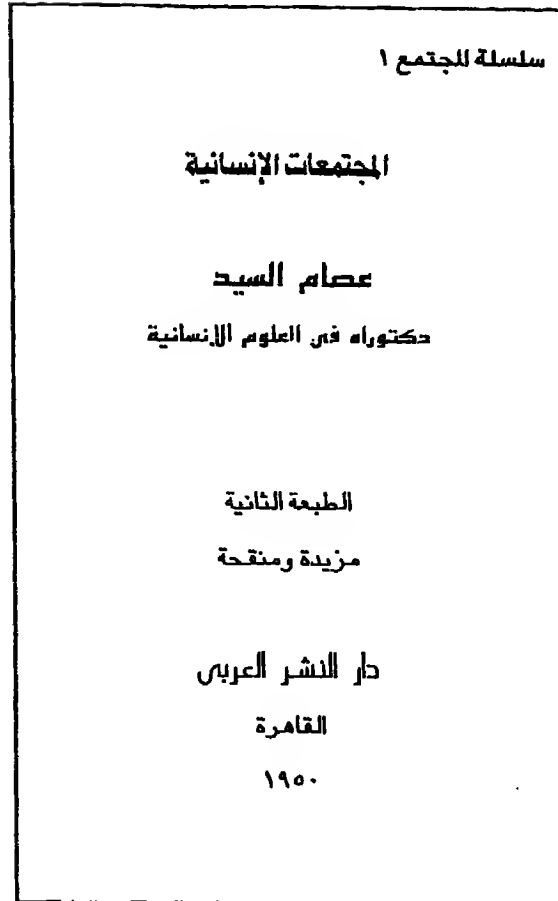 سلسلة المجتمع ١
المجتمعات الإنسانية
عصام السيد
دكتوراه فى العلوم الإنسانية
الطبعة الثانية
مزيدة ومنقحة
دار النشر العربى
القاهرة
١٩٥٠